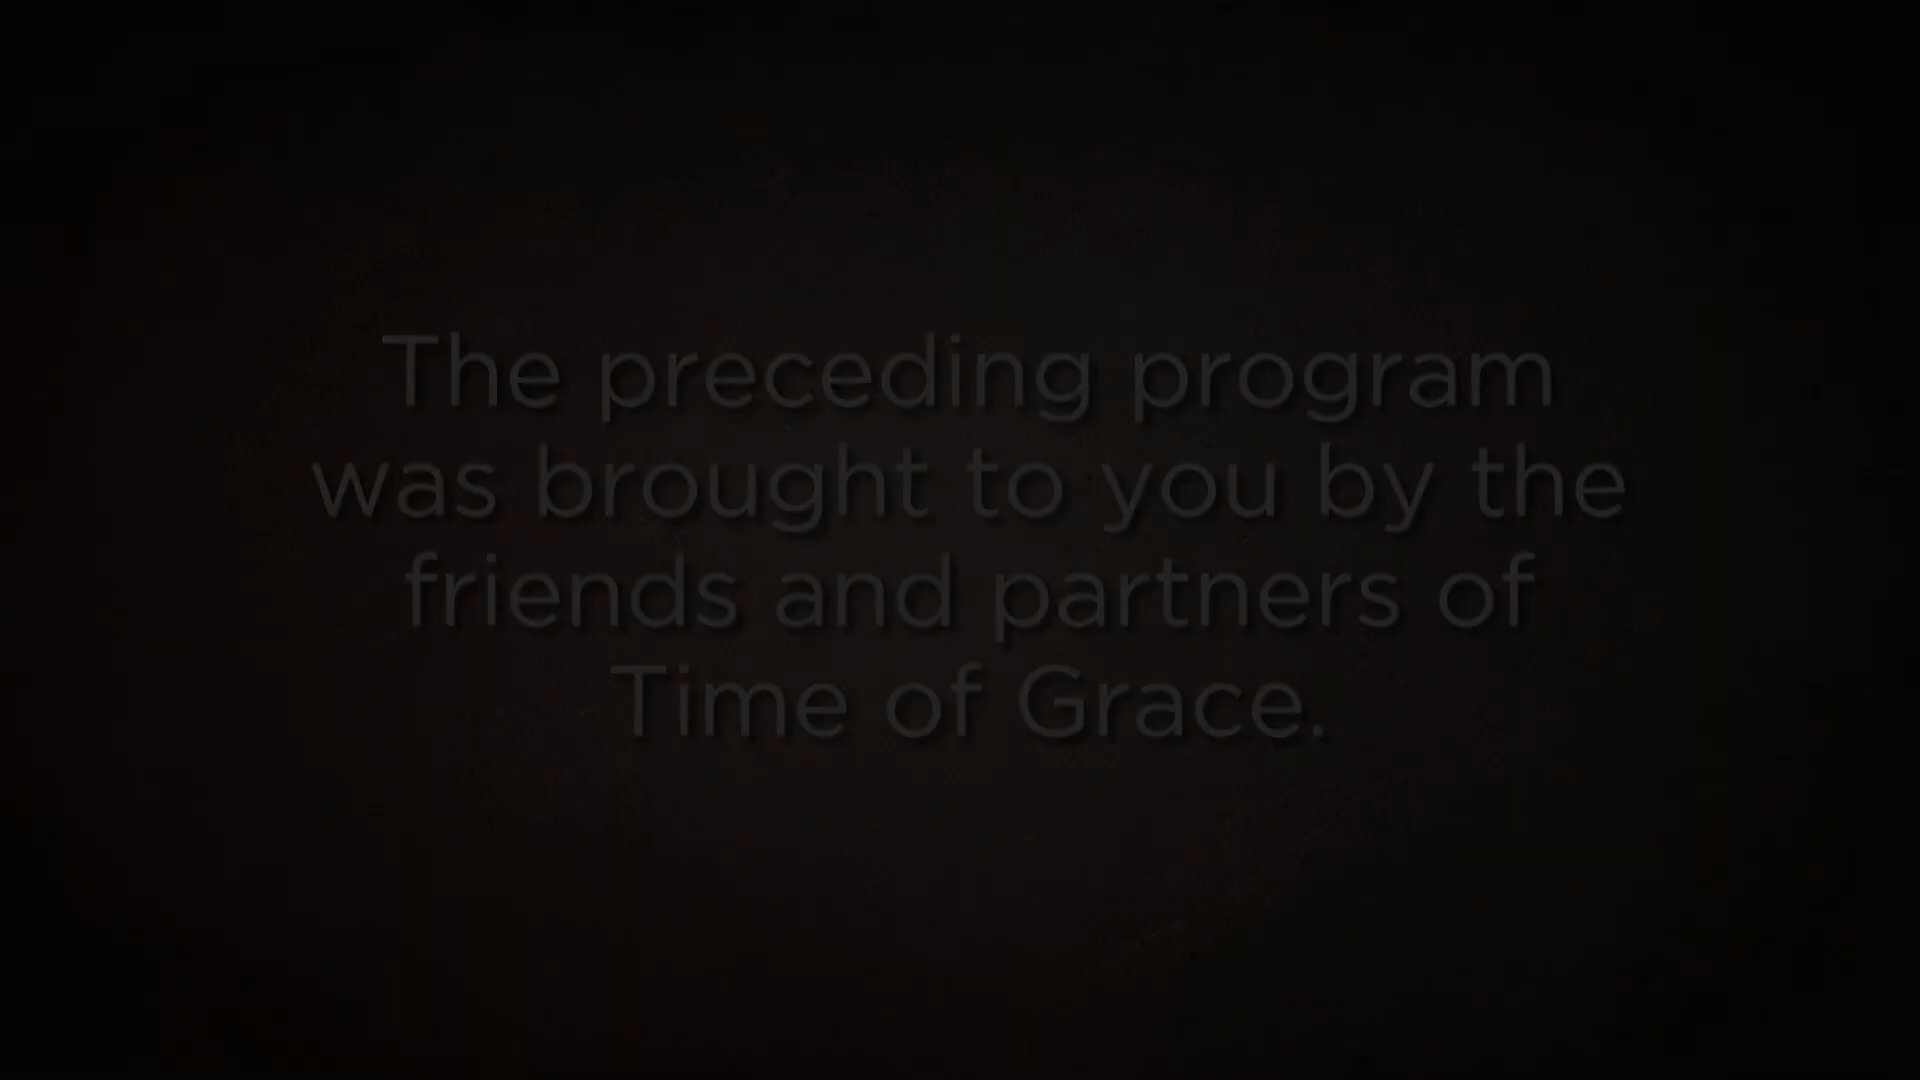 The preceding program
was brought to you by the
friends and partners of
Time of Grace.